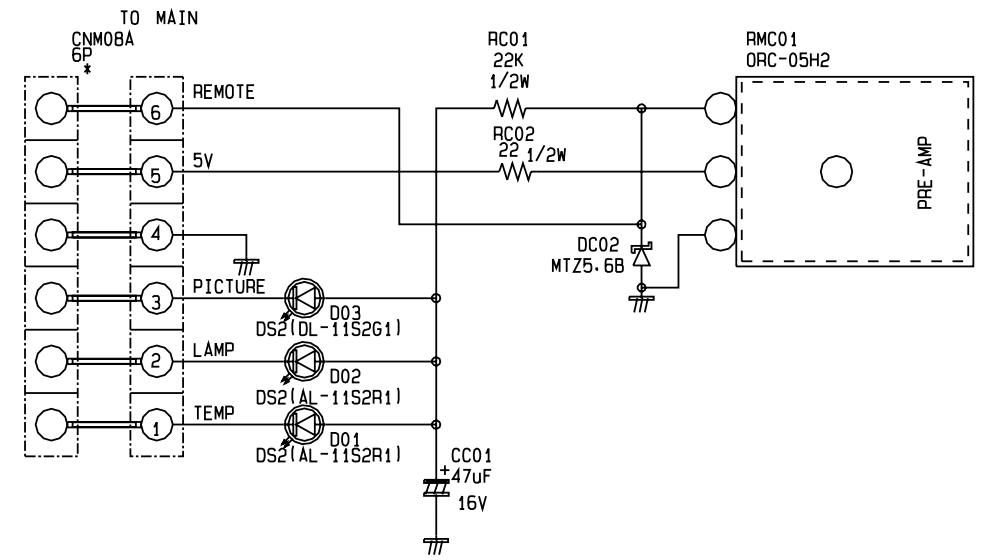 TO MAIN
CNM08A
6P
*
6 REMOTE
5 5V
4
3 PICTURE
2 LAMP
1 TEMP
D03
DS2(DL-11S2G1)
D02
DS2(AL-11S2R1)
D01
DS2(AL-11S2R1)
+ CC01
47uF
16V
RC01
22K
1/2W
RC02
22 1/2W
DC02
MTZ5.6B
RMC01
ORC-05H2
PRE-AMP